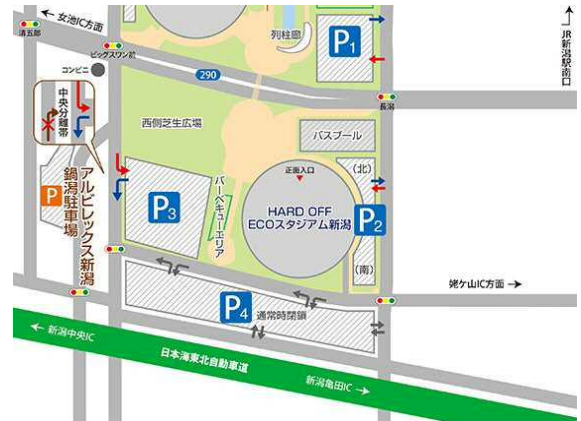 ← 女池IC方面
清五郎
ビッグスワン前
コンビニ
290
列柱廊
P1
JR新潟駅南口
長潟
中央分離帯
西側芝生広場
バスプール
正面入口
(北)
HARD OFF
ECOスタジアム新潟
P2
(南)
P3
バーベキューエリア
P
アルビレックス新潟
鍋潟駐車場
P4
通常時閉鎖
姥ケ山IC方面 →
← 新潟中央IC
日本海東北自動車道
新潟亀田IC →